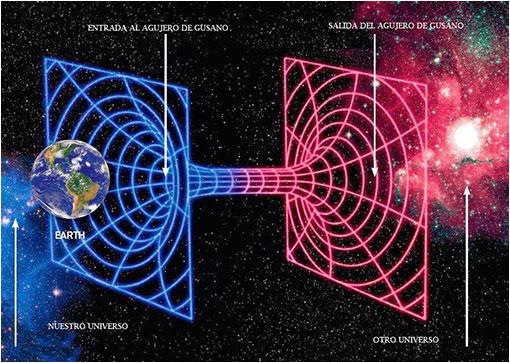 ENTRADA AL AGUJERO DE GUSANO
SALIDA DEL AGUJERO DE GUSANO
EARTH
NUESTRO UNIVERSO
OTRO UNIVERSO